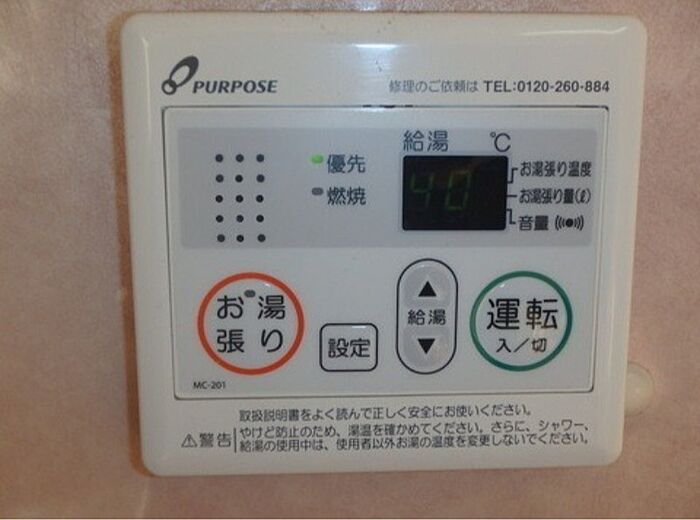 PURPOSE
修理のご依頼は TEL:0120-260-884
給湯 ℃
優先
燃焼
40
お湯張り温度
お湯張り量(ℓ)
音量
お湯
張り
設定
▲
給湯
▼
運転
入/切
MC-201
取扱説明書をよく読んで正しく安全にお使いください。
⚠警告
やけど防止のため、湯温を確かめてください。さらに、シャワー、
給湯の使用中は、使用者以外お湯の温度を変更しないでください。